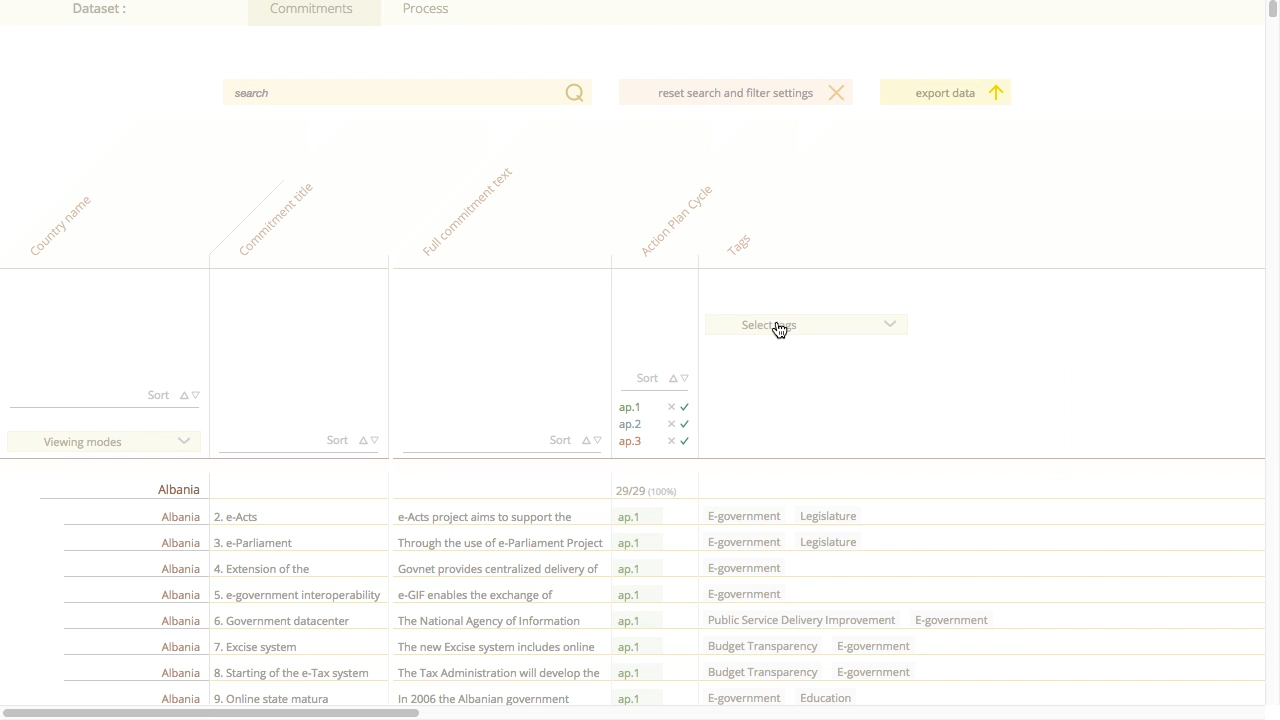 Dataset : Commitments Process
search reset search and filter settings export data
Country name Commitment title Full commitment text Action Plan Cycle Tags
Select tags
Sort
Sort
ap.1
ap.2
Viewing modes Sort Sort ap.3
Albania 29/29 (100%)
Albania 2. e-Acts e-Acts project aims to support the ap.1 E-government Legislature
Albania 3. e-Parliament Through the use of e-Parliament Project ap.1 E-government Legislature
Albania 4. Extension of the Govnet provides centralized delivery of ap.1 E-government
Albania 5. e-government interoperability e-GIF enables the exchange of ap.1 E-government
Albania 6. Government datacenter The National Agency of Information ap.1 Public Service Delivery Improvement E-government
Albania 7. Excise system The new Excise system includes online ap.1 Budget Transparency E-government
Albania 8. Starting of the e-Tax system The Tax Administration will develop the ap.1 Budget Transparency E-government
Albania 9. Online state matura In 2006 the Albanian government ap.1 E-government Education